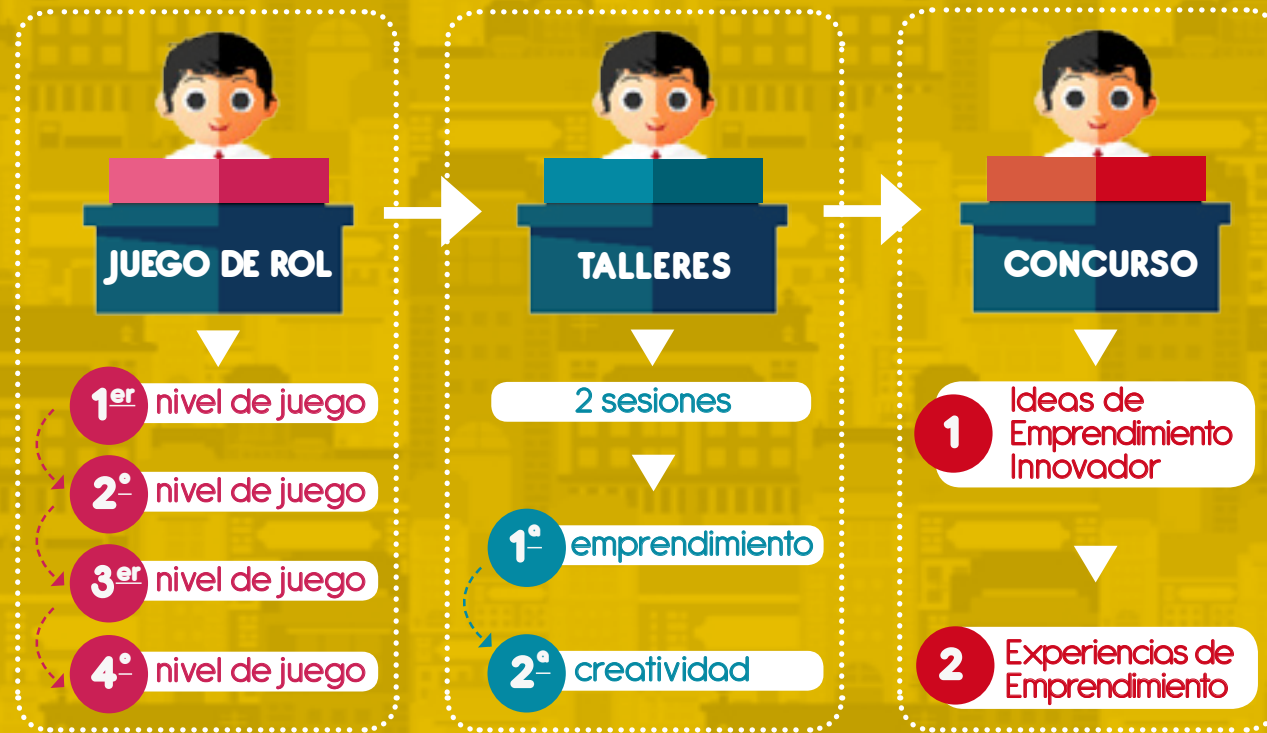 JUEGO DE ROL
1er nivel de juego
2º nivel de juego
3er nivel de juego
4º nivel de juego
TALLERES
2 sesiones
1ª emprendimiento
2ª creatividad
CONCURSO
1
Ideas de
Emprendimiento
Innovador
2
Experiencias de
Emprendimiento